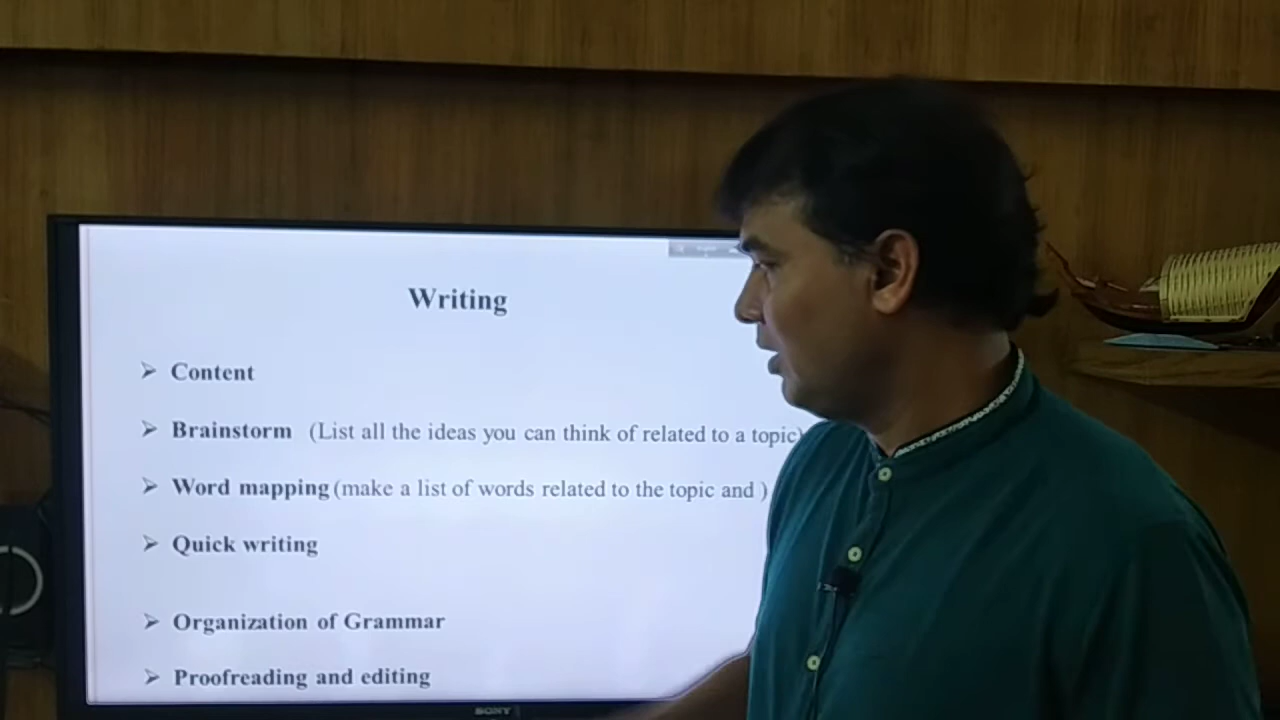 Writing
➢ Content
➢ Brainstorm (List all the ideas you can think of related to a topic)
➢ Word mapping (make a list of words related to the topic and )
➢ Quick writing
➢ Organization of Grammar
➢ Proofreading and editing
SONY